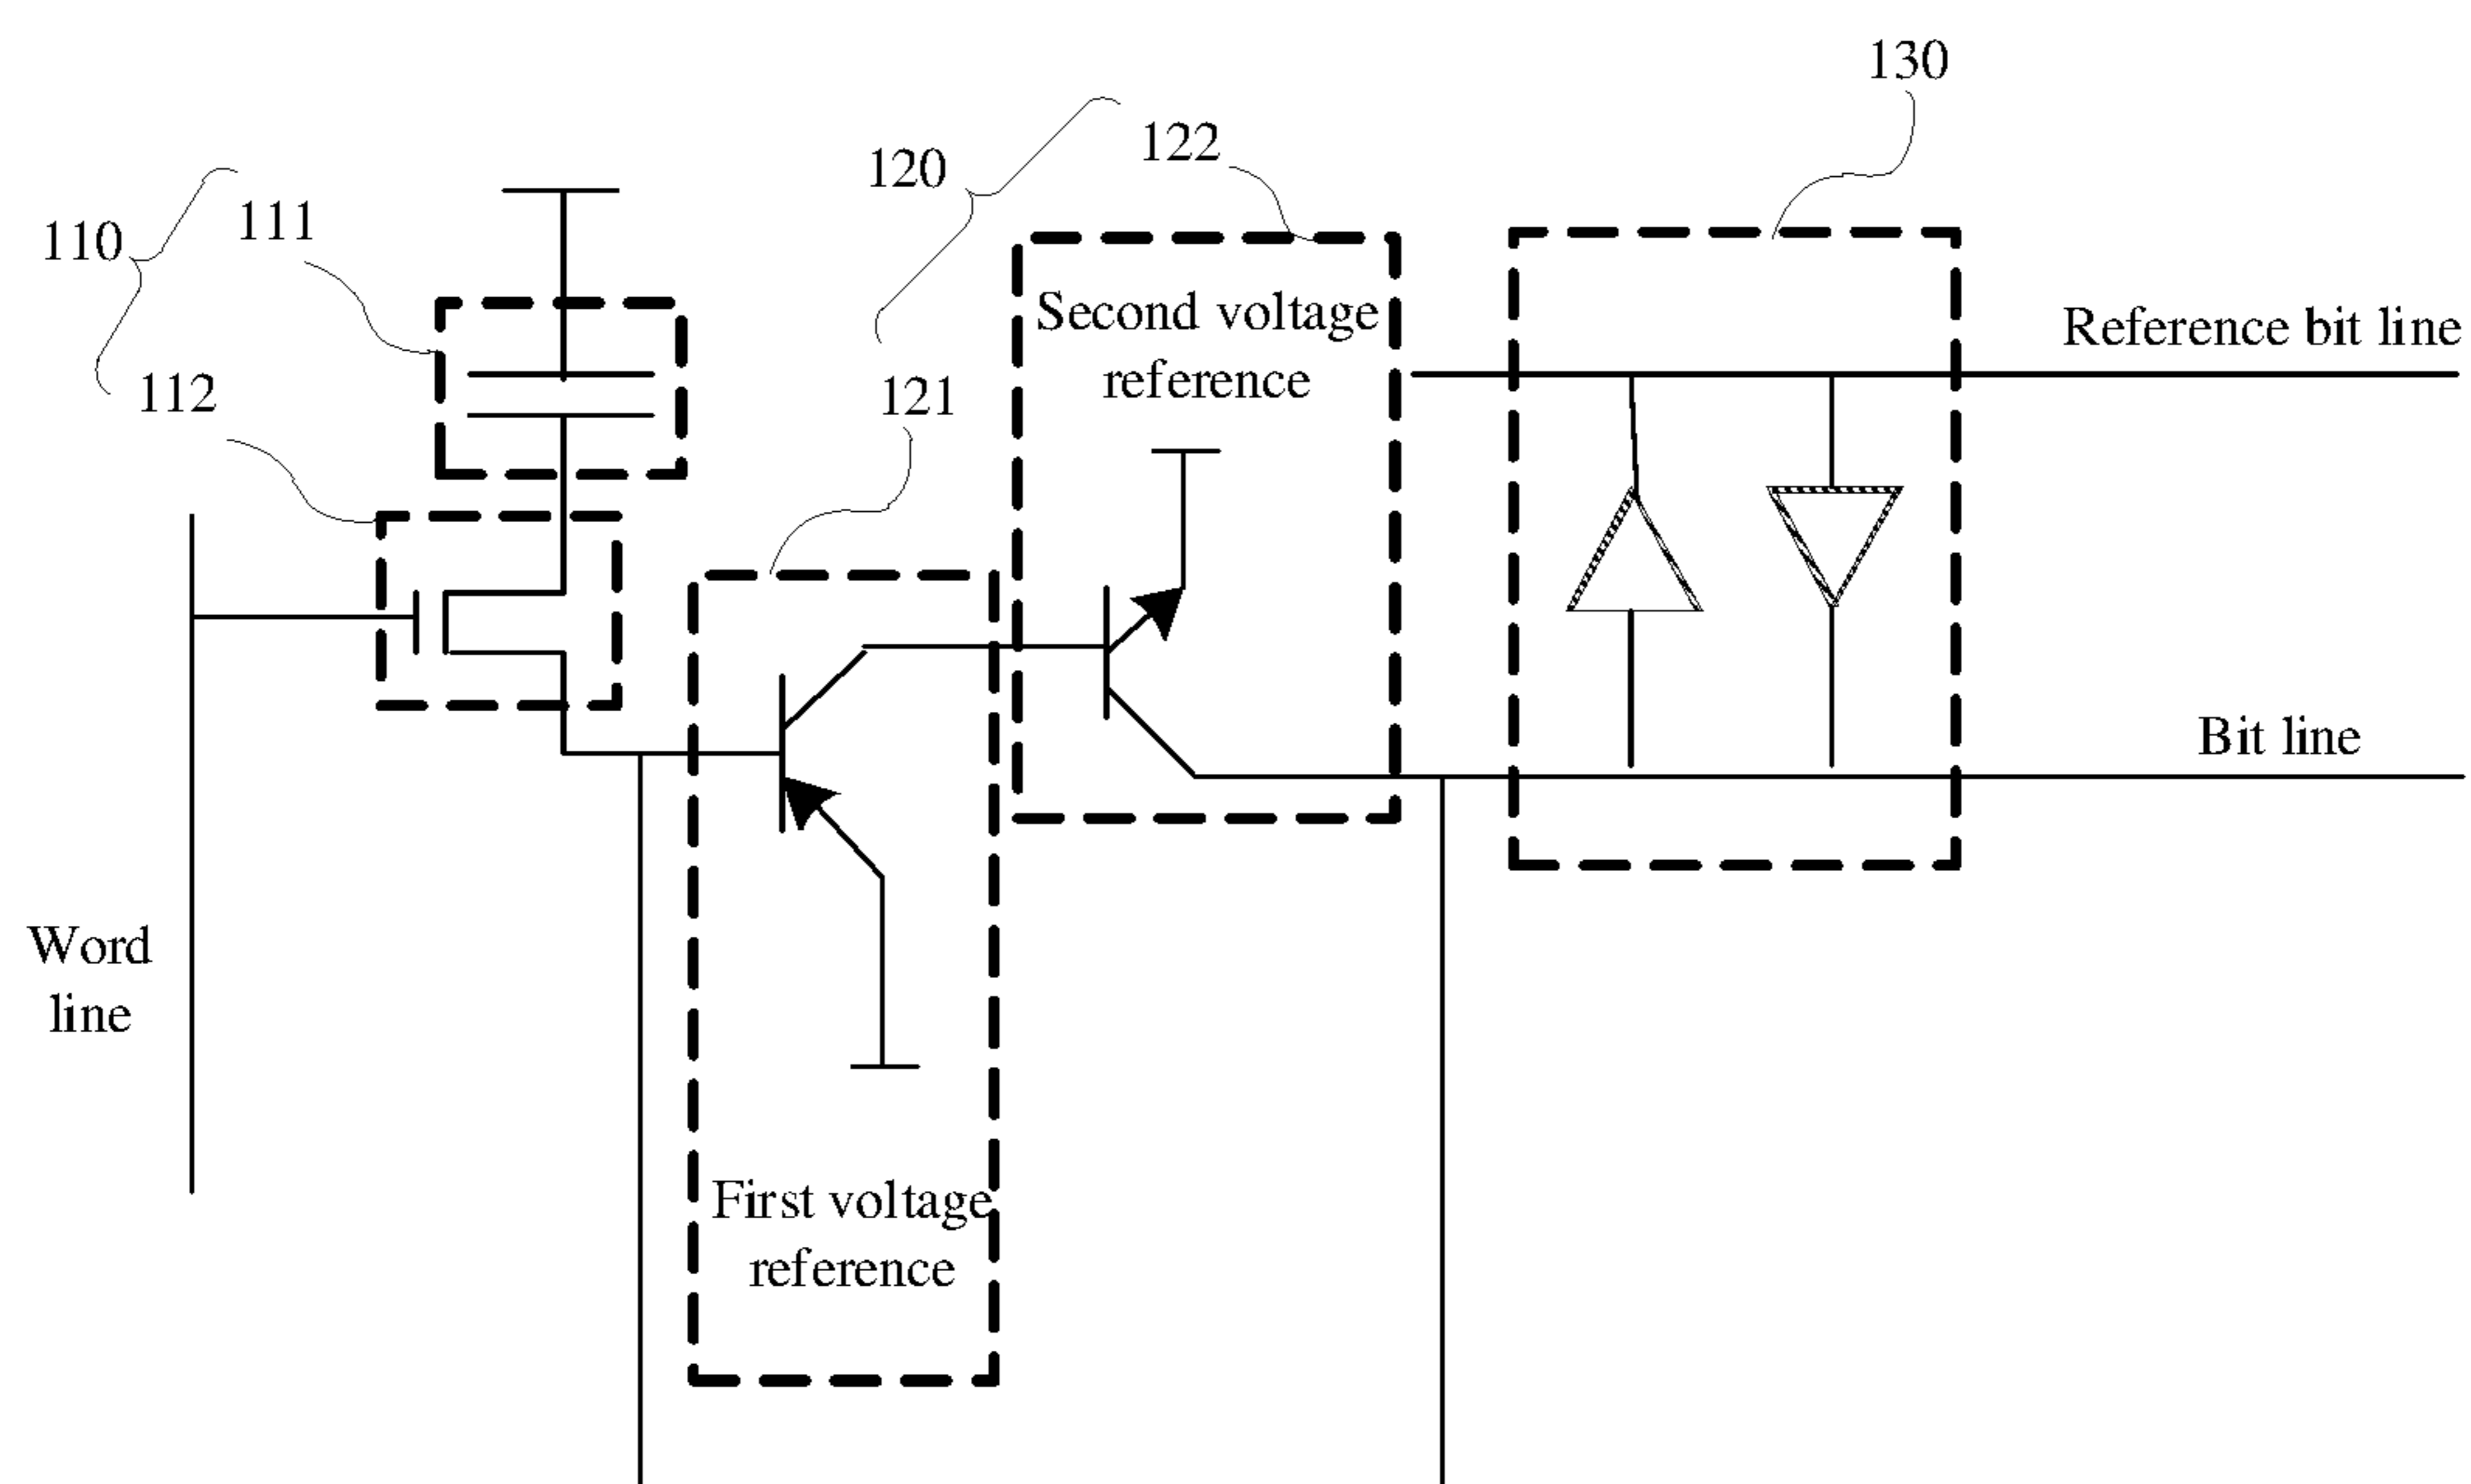 130
122
120
111
110
Second voltage
reference
Reference bit line
112
121
Bit line
Word
line
First voltage
reference